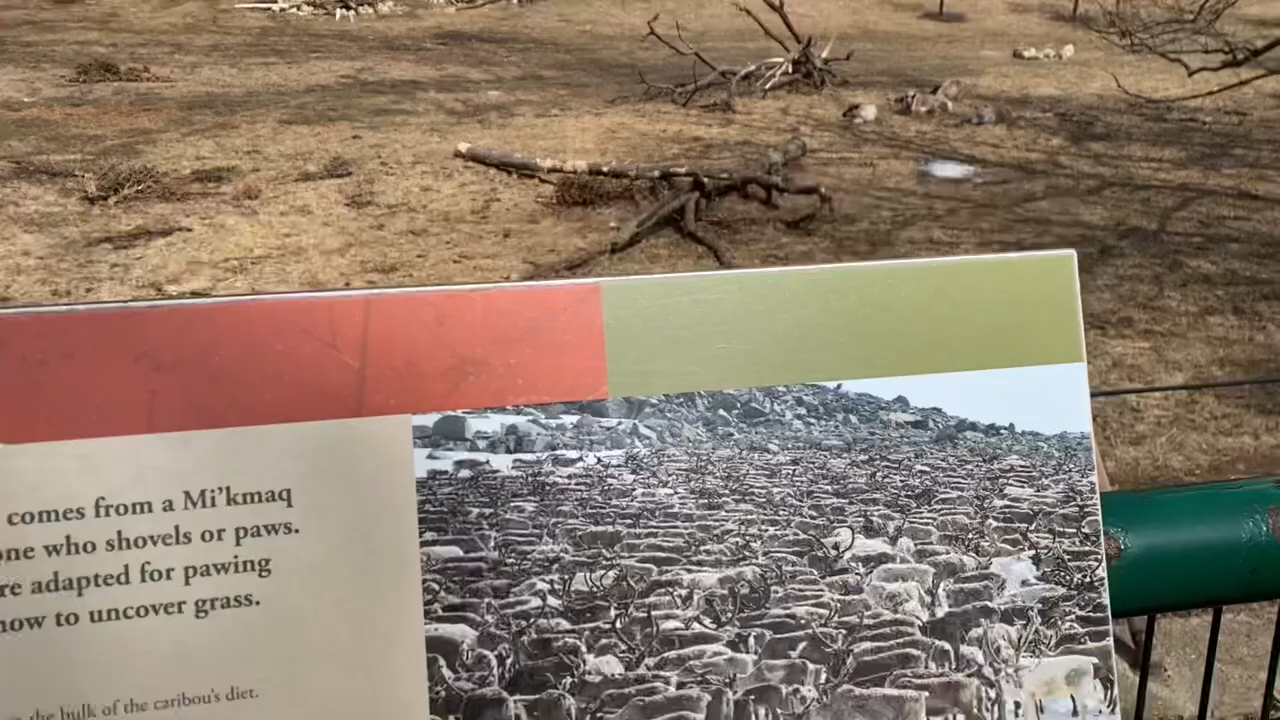 comes from a Mi'kmaq
one who shovels or paws.
re adapted for pawing
now to uncover grass.
the bulk of the caribou's diet.